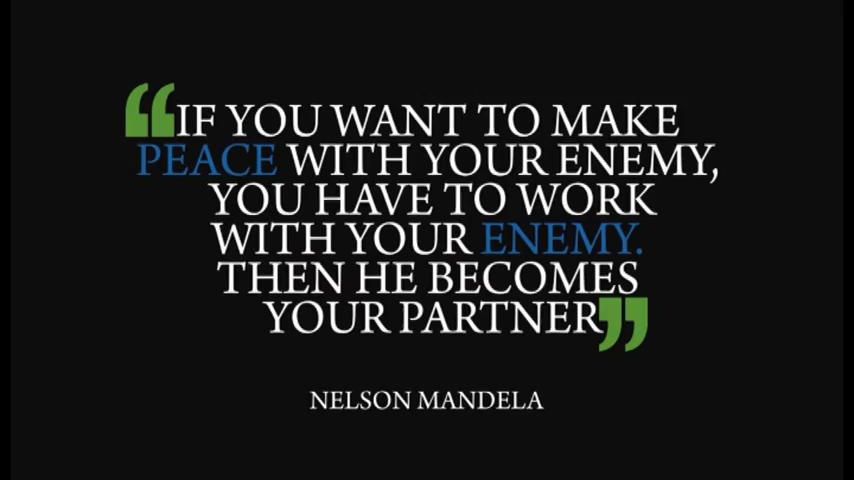 “IF YOU WANT TO MAKE
PEACE WITH YOUR ENEMY,
YOU HAVE TO WORK
WITH YOUR ENEMY.
THEN HE BECOMES
YOUR PARTNER”
NELSON MANDELA